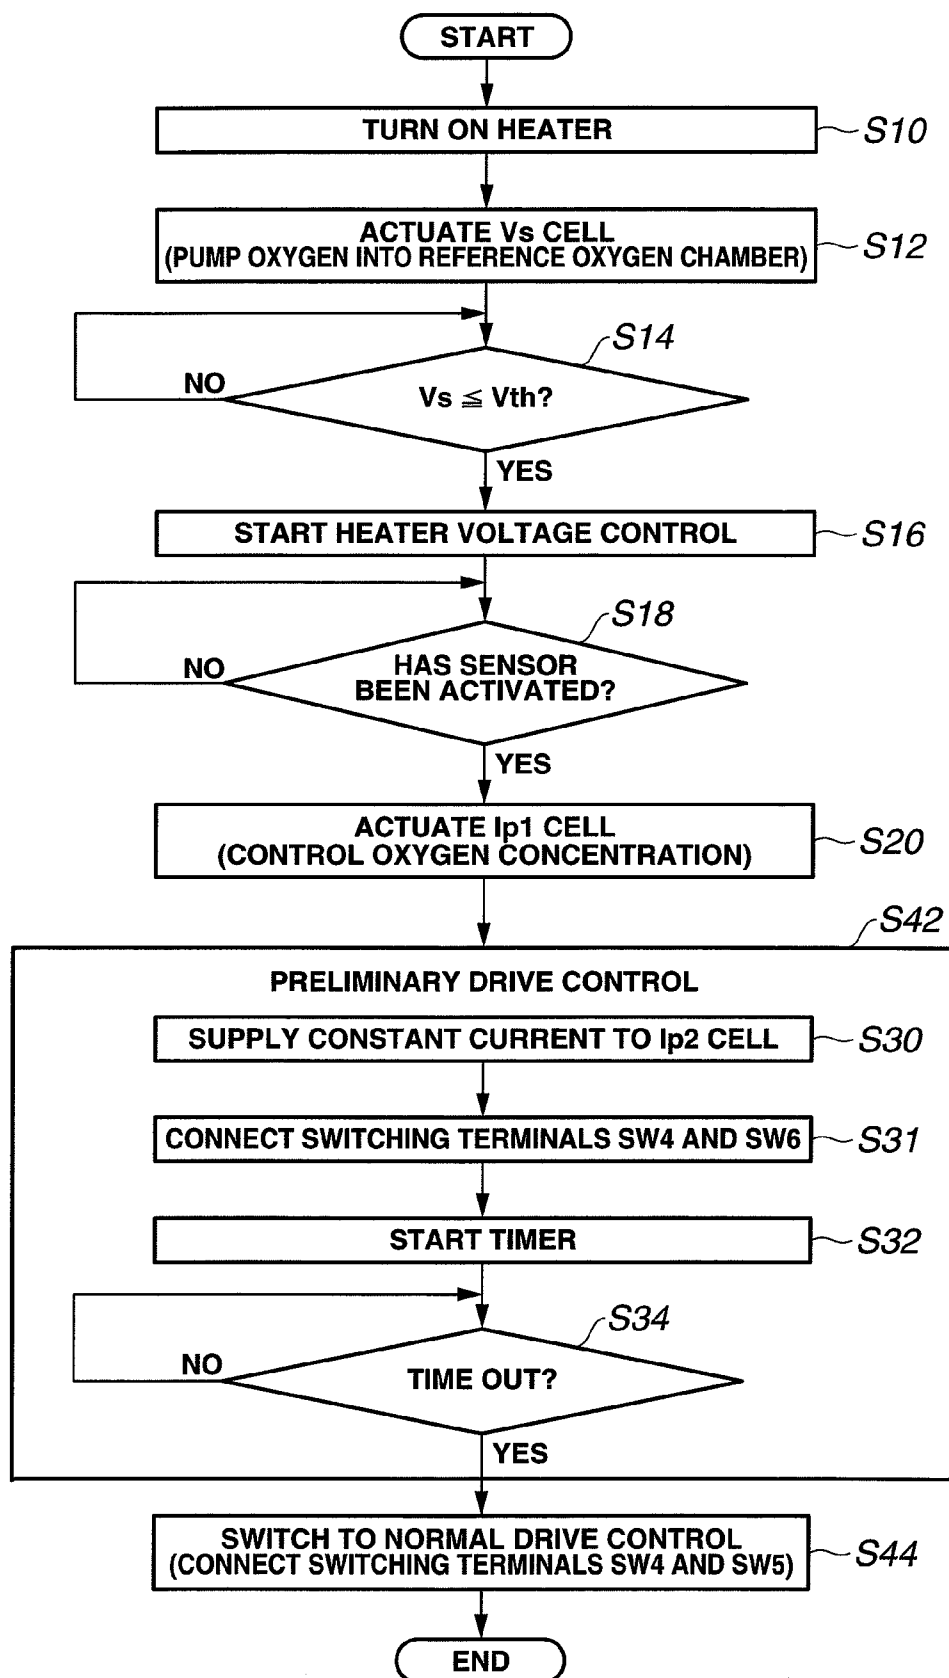 START
TURN ON HEATER
S10
ACTUATE Vs CELL
(PUMP OXYGEN INTO REFERENCE OXYGEN CHAMBER)
S12
S14
NO
Vs ≦ Vth?
YES
START HEATER VOLTAGE CONTROL
S16
S18
NO
HAS SENSOR
BEEN ACTIVATED?
YES
ACTUATE Ip1 CELL
(CONTROL OXYGEN CONCENTRATION)
S20
S42
PRELIMINARY DRIVE CONTROL
SUPPLY CONSTANT CURRENT TO Ip2 CELL
S30
CONNECT SWITCHING TERMINALS SW4 AND SW6
S31
START TIMER
S32
S34
NO
TIME OUT?
YES
SWITCH TO NORMAL DRIVE CONTROL
(CONNECT SWITCHING TERMINALS SW4 AND SW5)
S44
END